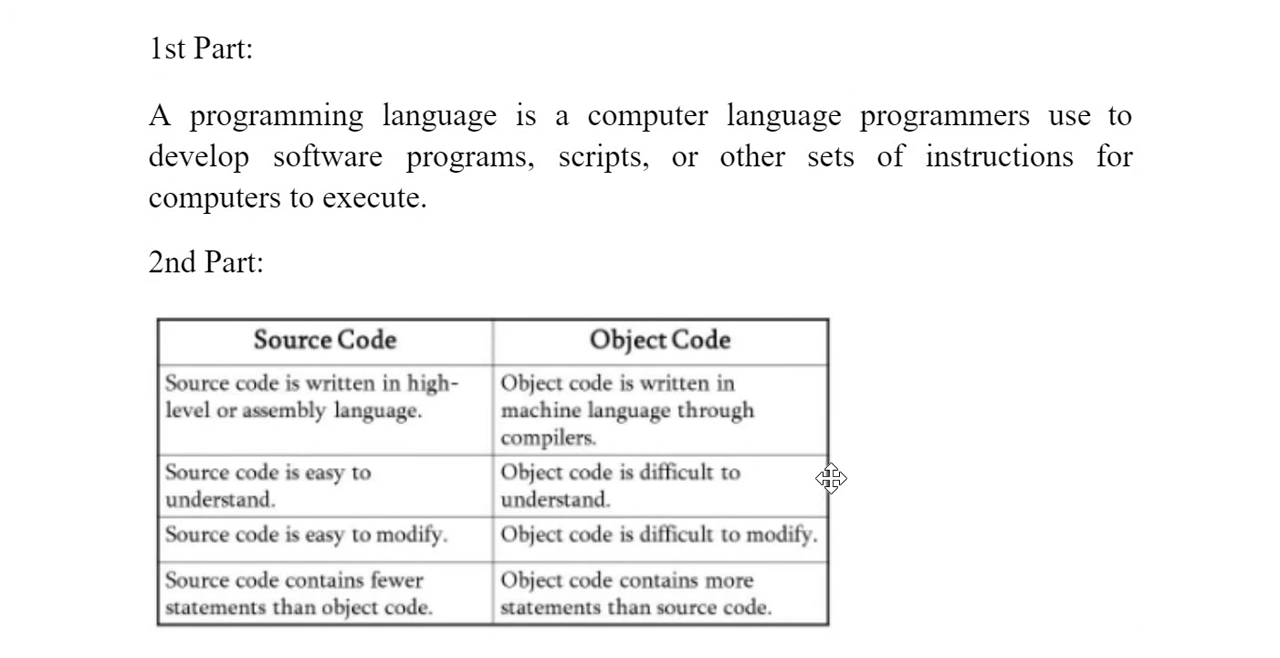 1st Part:
A programming language is a computer language programmers use to
develop software programs, scripts, or other sets of instructions for
computers to execute.
2nd Part:
Source Code Object Code
Source code is written in high-
level or assembly language.
Object code is written in
machine language through
compilers.
Source code is easy to
understand.
Object code is difficult to
understand.
Source code is easy to modify.
Object code is difficult to modify.
Source code contains fewer
statements than object code.
Object code contains more
statements than source code.